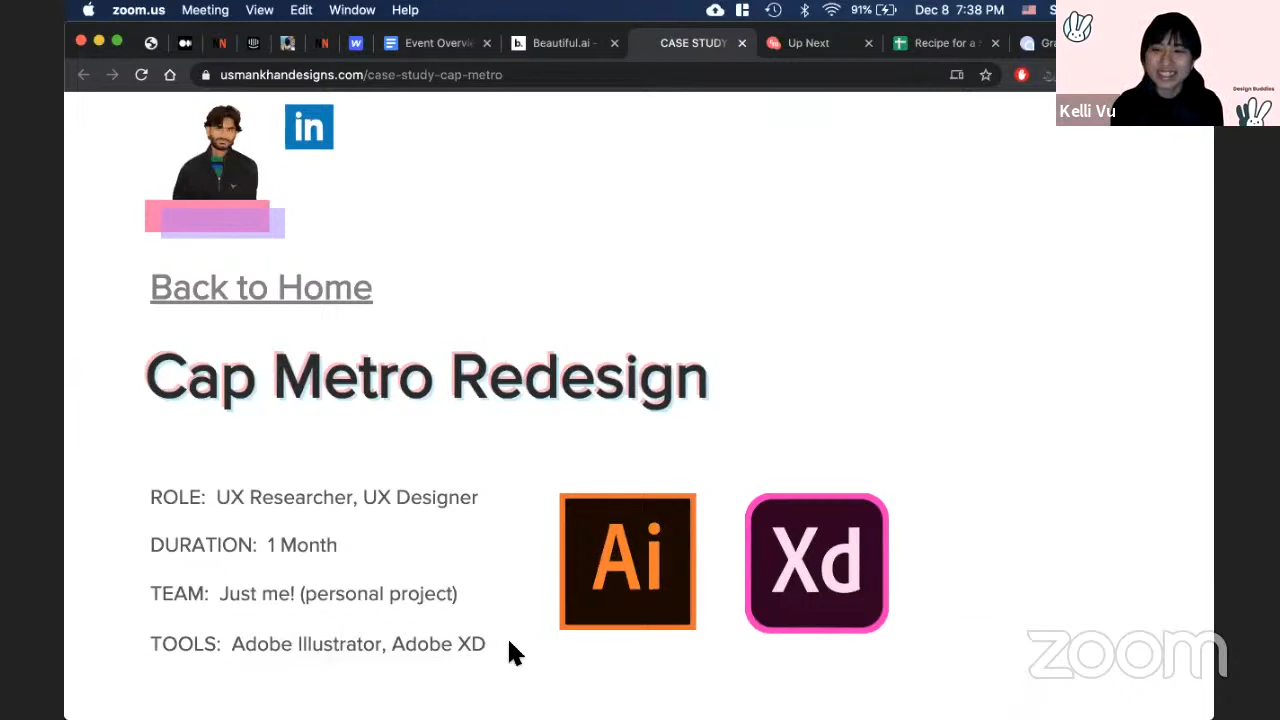 zoom.us Meeting View Edit Window Help 91% Dec 8 7:38 PM S
Event Overvie Beautiful.ai - CASE STUDY Up Next Recipe for a Gra
usmankhandesigns.com/case-study-cap-metro
Design Buddies
Kelli Vu
in
Back to Home
Cap Metro Redesign
ROLE: UX Researcher, UX Designer
DURATION: 1 Month
TEAM: Just me! (personal project)
TOOLS: Adobe Illustrator, Adobe XD
Ai Xd
zoom